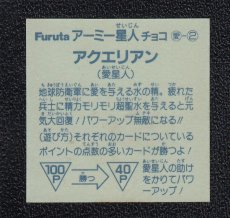 Furuta アーミー星人チョコ 愛-②
アクエリアン
(愛星人)
地球防衛軍に愛を与える水の精。疲れた
兵士に精力モリモリ超聖水を与えると元
気大回復!パワーアップ無敵になる!!
(遊び方)それぞれのカードについている
ポイントの点数の多いカードが勝つよ?
100P 勝つ 40P
愛星人の助け
をかりてパワ
ーアップ!